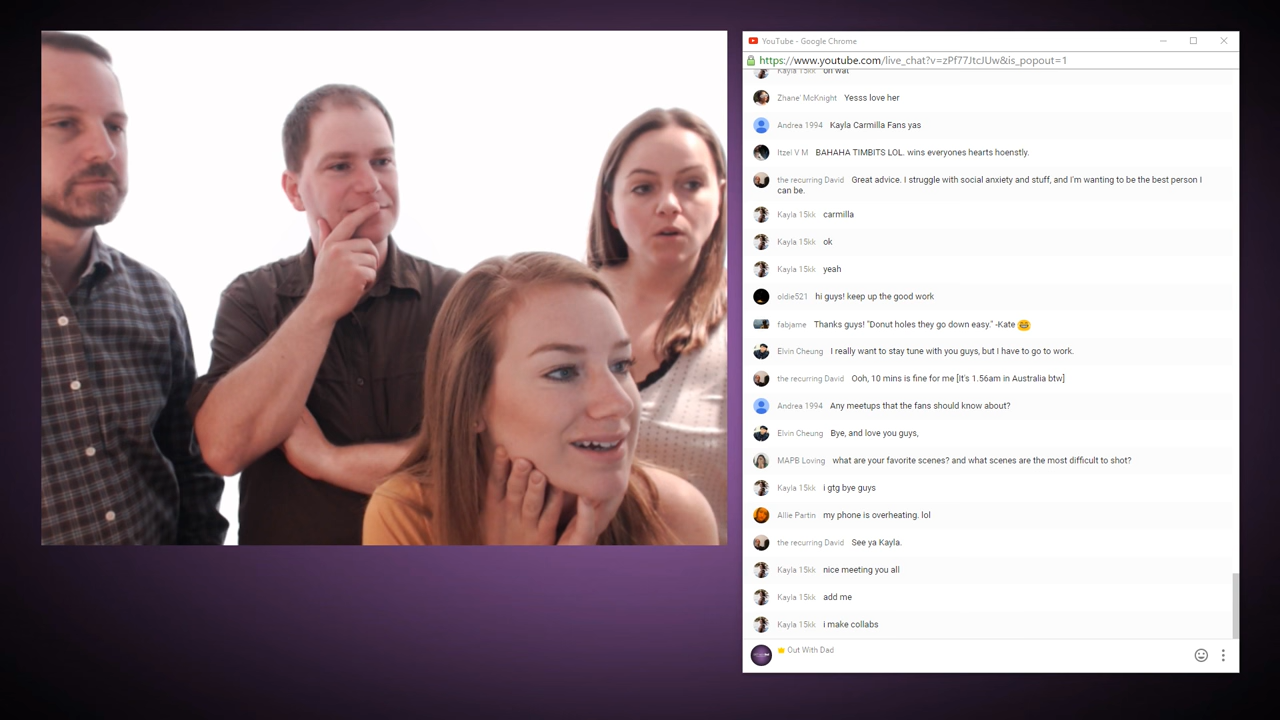 YouTube - Google Chrome
https://www.youtube.com/live_chat?v=zPf77JtcJUw&is_popout=1
Kayla 15kk oh wat
Zhane' McKnight Yesss love her
Andrea 1994 Kayla Carmilla Fans yas
Itzel V M BAHAHA TIMBITS LOL. wins everyones hearts hoenstly.
the recurring David Great advice. I struggle with social anxiety and stuff, and I'm wanting to be the best person I
can be.
Kayla 15kk carmilla
Kayla 15kk ok
Kayla 15kk yeah
oldie521 hi guys! keep up the good work
fabjame Thanks guys! "Donut holes they go down easy." -Kate 😂
Elvin Cheung I really want to stay tune with you guys, but I have to go to work.
the recurring David Ooh, 10 mins is fine for me [It's 1.56am in Australia btw]
Andrea 1994 Any meetups that the fans should know about?
Elvin Cheung Bye, and love you guys,
MAPB Loving what are your favorite scenes? and what scenes are the most difficult to shot?
Kayla 15kk i gtg bye guys
Allie Partin my phone is overheating. lol
the recurring David See ya Kayla.
Kayla 15kk nice meeting you all
Kayla 15kk add me
Kayla 15kk i make collabs
Out With Dad